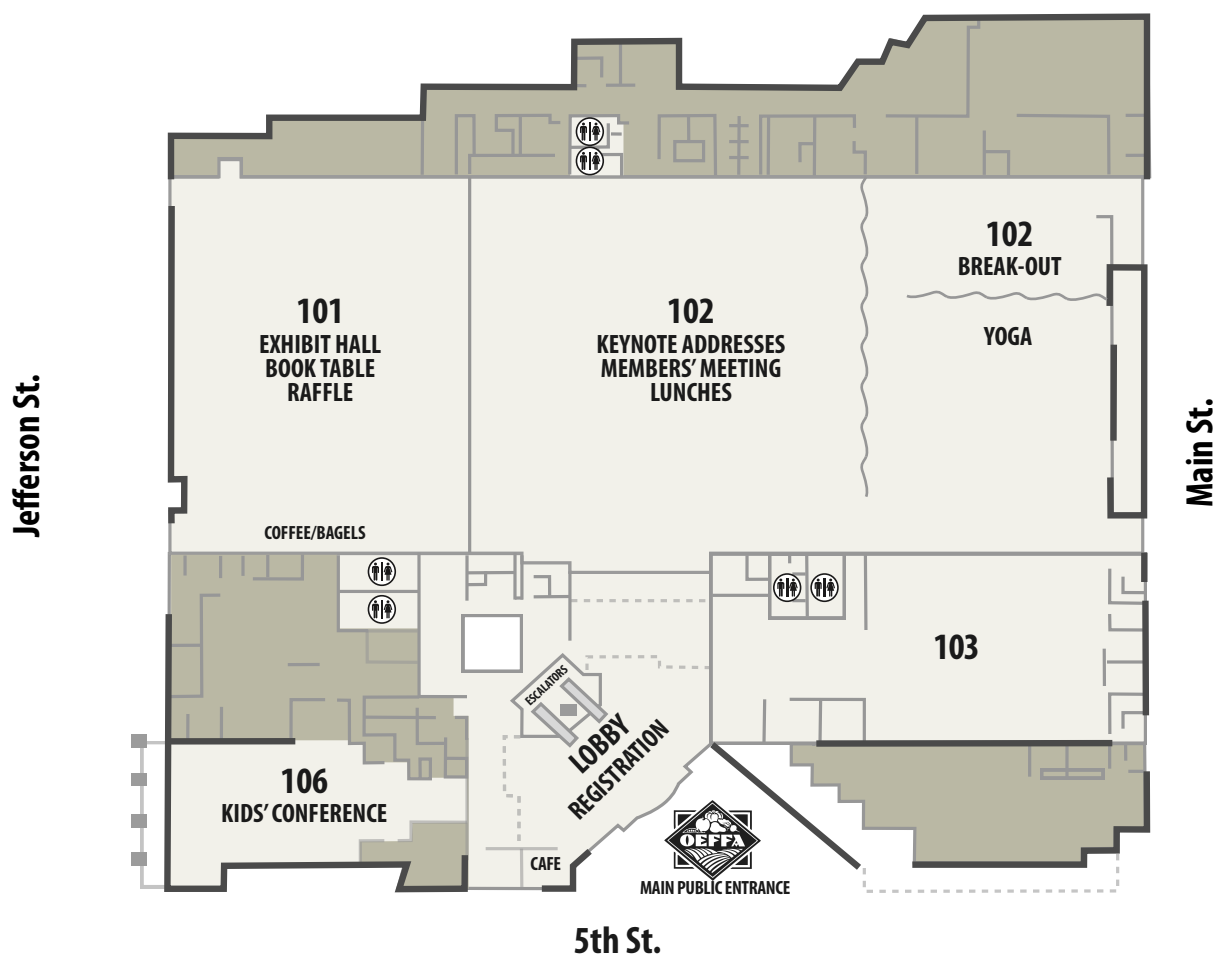 102
BREAK-OUT
101
EXHIBIT HALL
BOOK TABLE
RAFFLE
102
KEYNOTE ADDRESSES
MEMBERS' MEETING
LUNCHES
YOGA
Jefferson St.
Main St.
COFFEE/BAGELS
103
ESCALATORS
LOBBY
REGISTRATION
106
KIDS' CONFERENCE
OEFFA
CAFE
MAIN PUBLIC ENTRANCE
5th St.